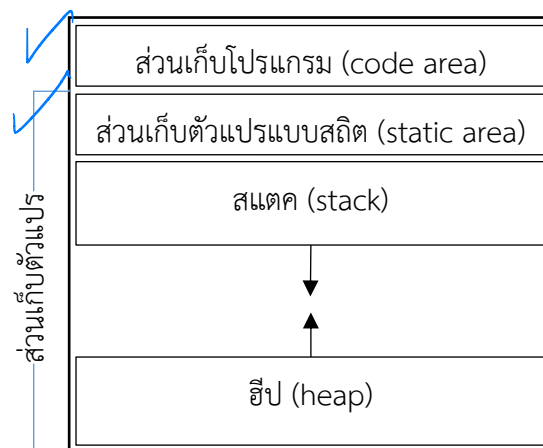 ส่วนเก็บโปรแกรม (code area)
ส่วนเก็บตัวแปรแบบสถิต (static area)
สแตค (stack)
ส่วนเก็บตัวแปร
ฮีป (heap)